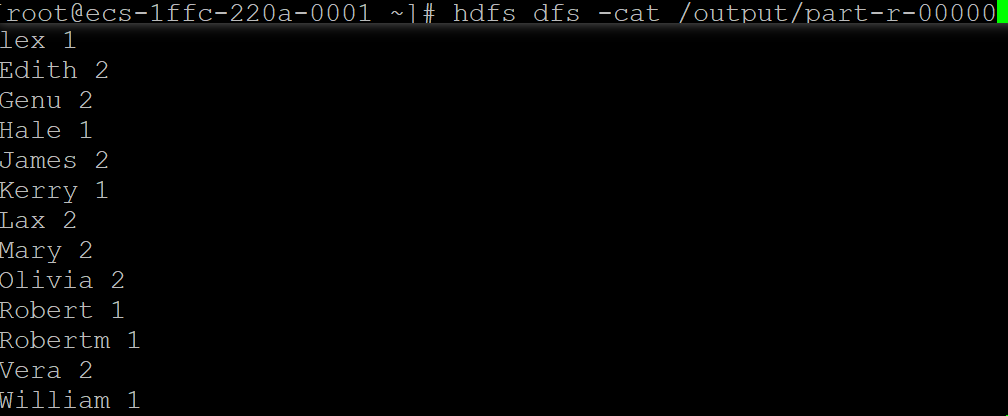 [root@ecs-1ffc-220a-0001 ~]# hdfs dfs -cat /output/part-r-00000
lex 1
Edith 2
Genu 2
Hale 1
James 2
Kerry 1
Lax 2
Mary 2
Olivia 2
Robert 1
Robertm 1
Vera 2
William 1